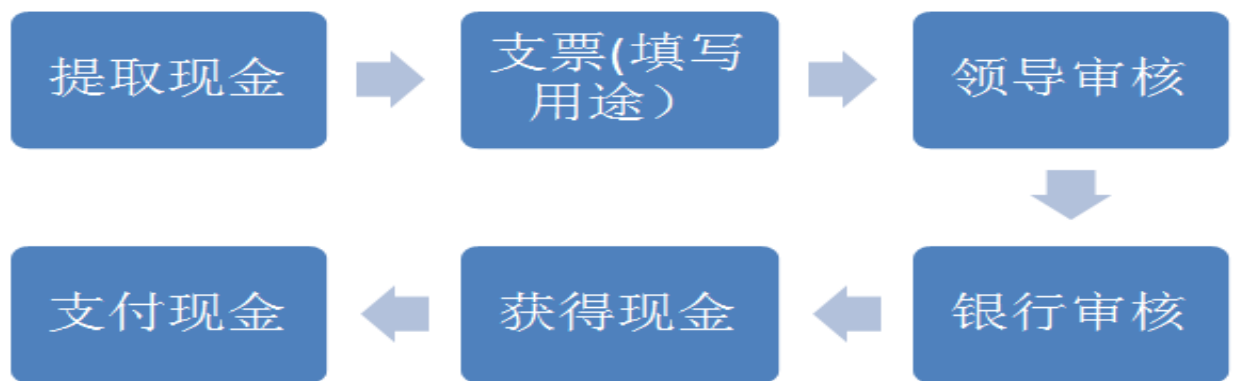 提取现金
支票(填写
用途）
领导审核
银行审核
获得现金
支付现金